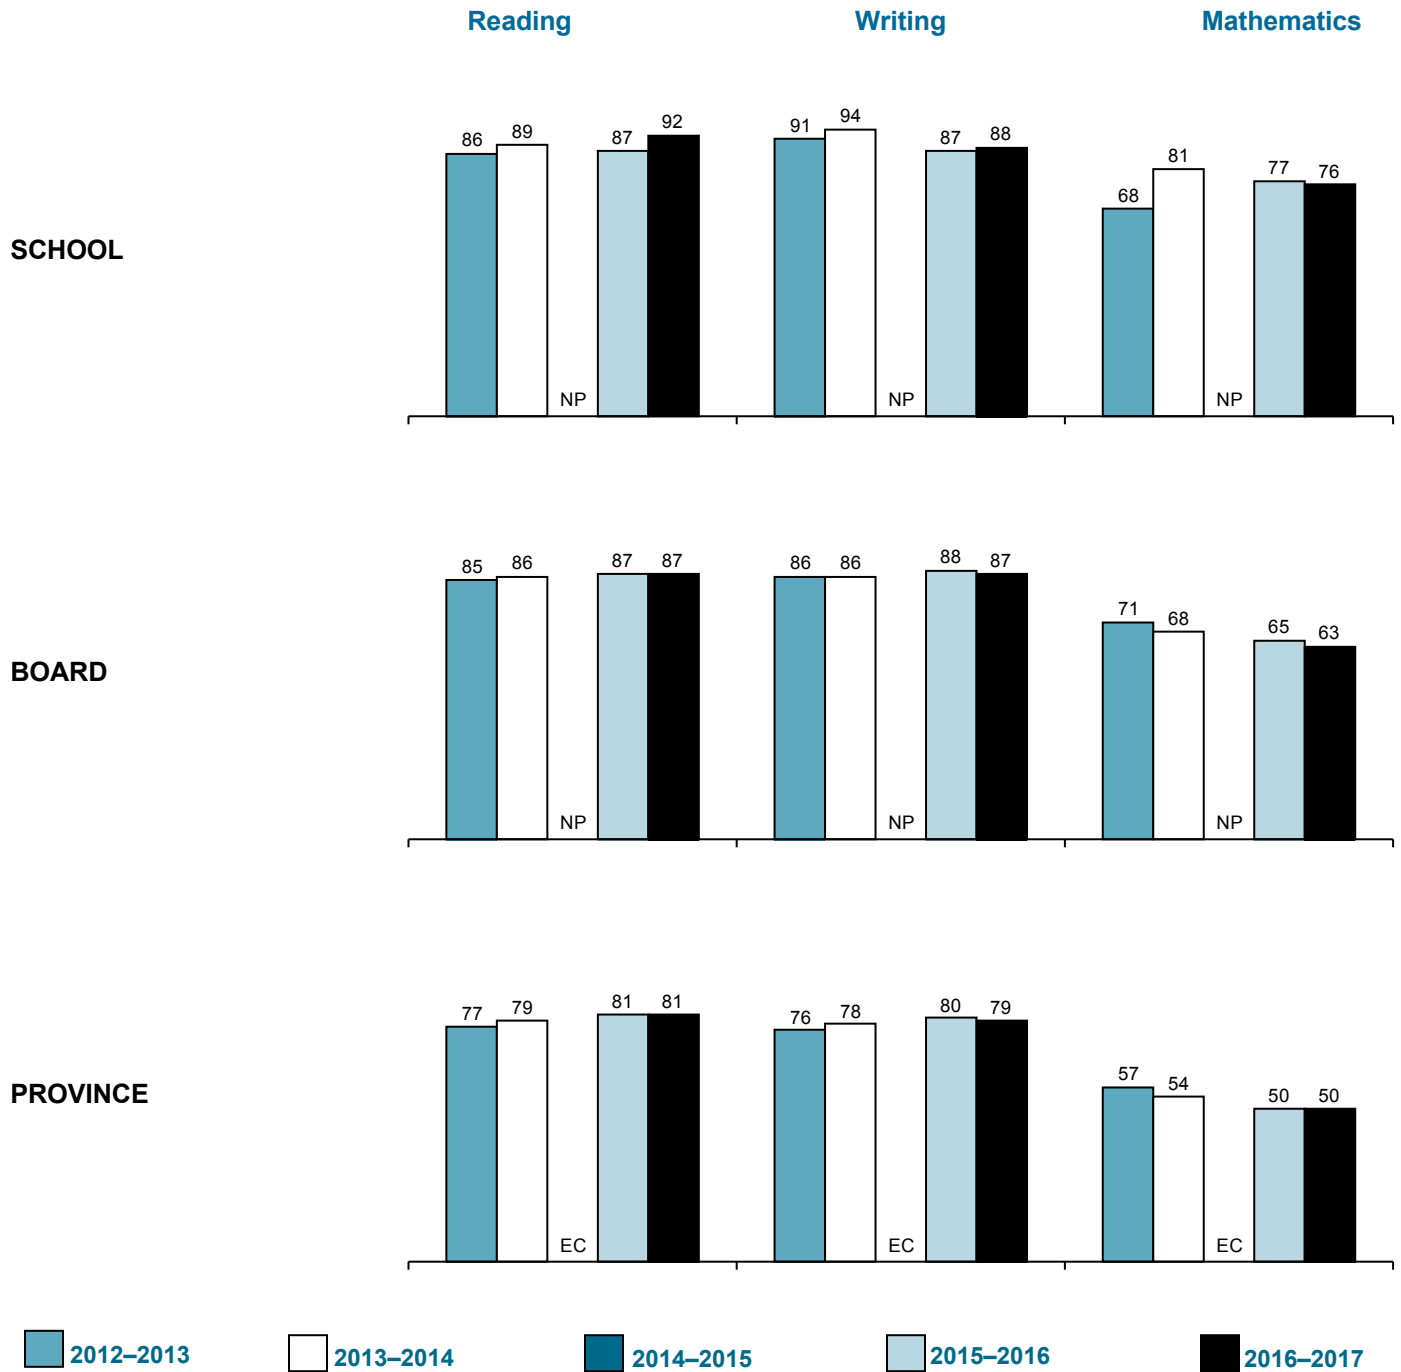 Reading Writing Mathematics
SCHOOL
86 89 NP 87 92 91 94 NP 87 88 68 81 NP 77 76
BOARD
85 86 NP 87 87 86 86 NP 88 87 71 68 NP 65 63
PROVINCE
77 79 EC 81 81 76 78 EC 80 79 57 54 EC 50 50
2012–2013 2013–2014 2014–2015 2015–2016 2016–2017